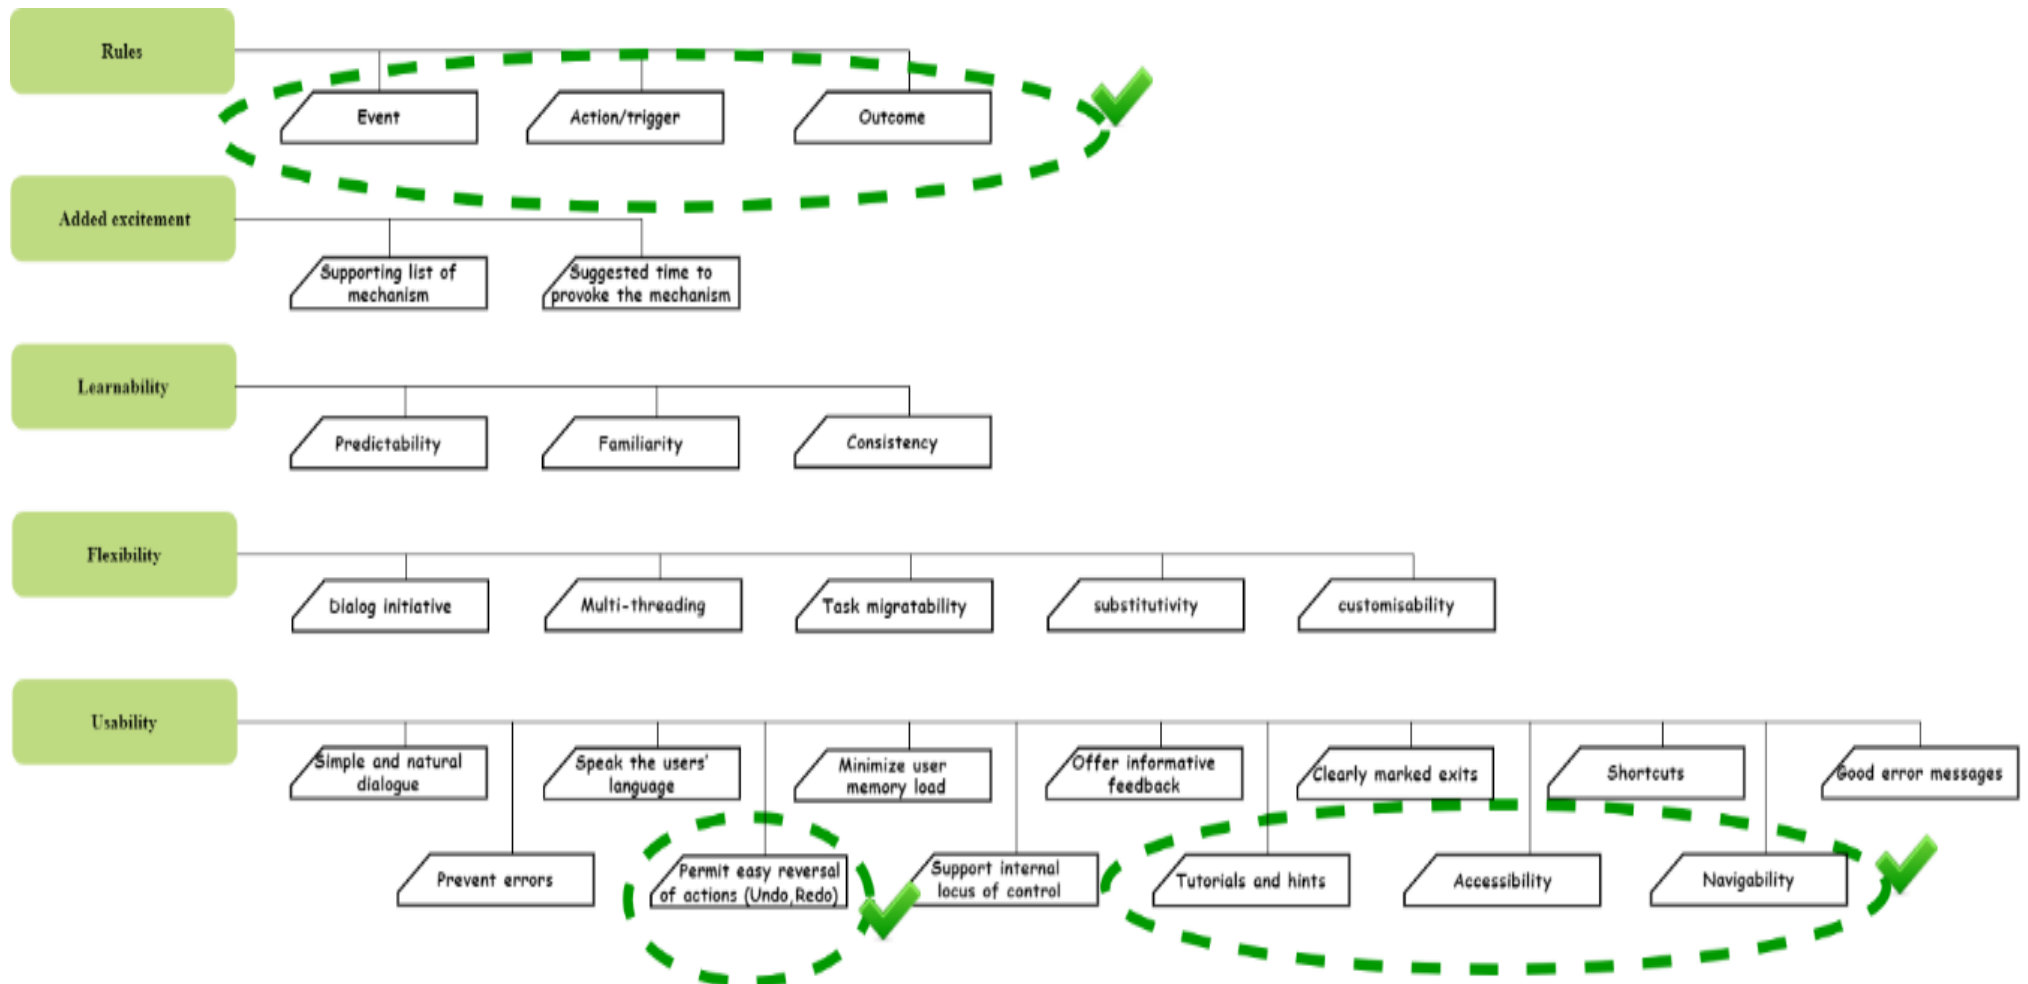 Rules
Event
Action/trigger
Outcome
Added excitement
Supporting list of
mechanism
Suggested time to
provoke the mechanism
Learnability
Predictability
Familiarity
Consistency
Flexibility
Dialog initiative
Multi-threading
Task migratability
substitutivity
customisability
Usability
Simple and natural
dialogue
Speak the users'
language
Minimize user
memory load
Offer informative
feedback
Clearly marked exits
Shortcuts
Good error messages
Prevent errors
Permit easy reversal
of actions (Undo,Redo)
Support internal
locus of control
Tutorials and hints
Accessibility
Navigability